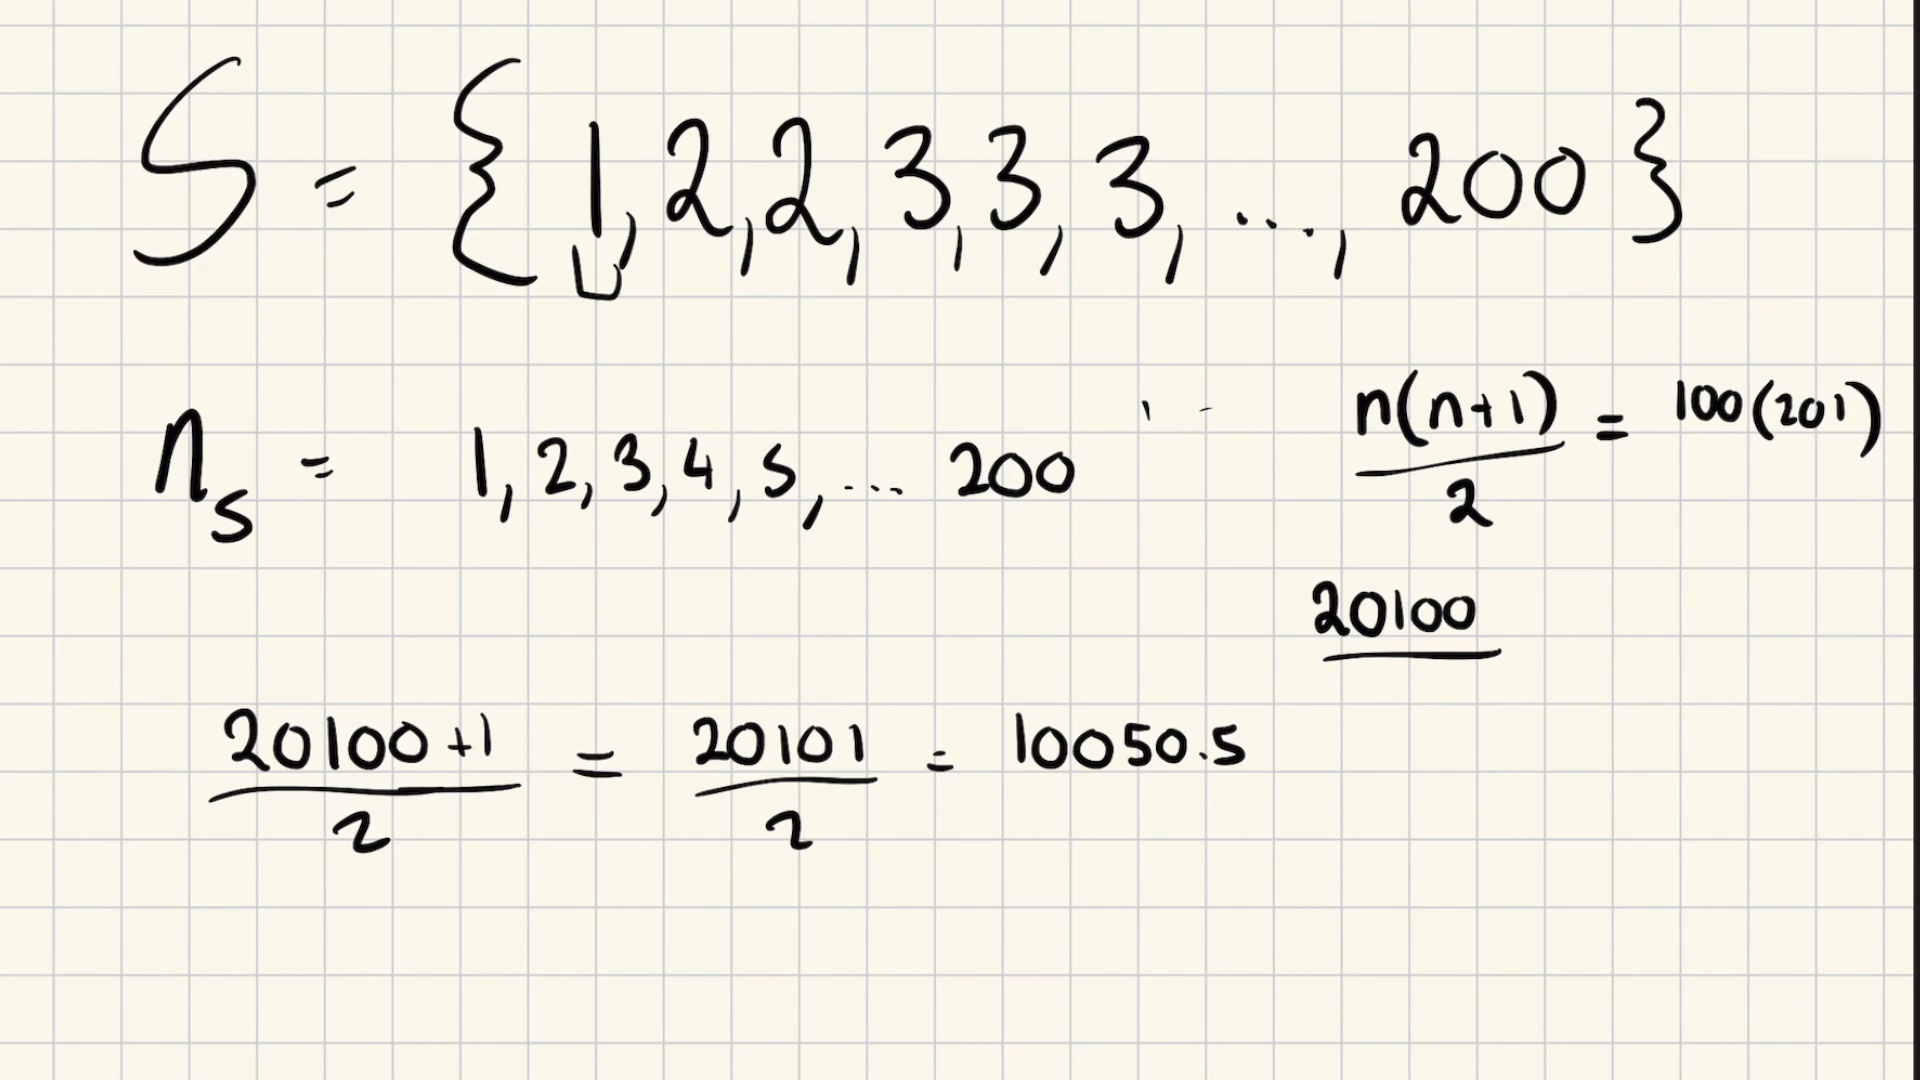 S = { 1, 2, 2, 3, 3, 3, ..., 200 }
n_s = 1, 2, 3, 4, 5, ... 200
n(n+1)/2 = 100(201)
20100
(20100+1)/2 = 20101/2 = 10050.5